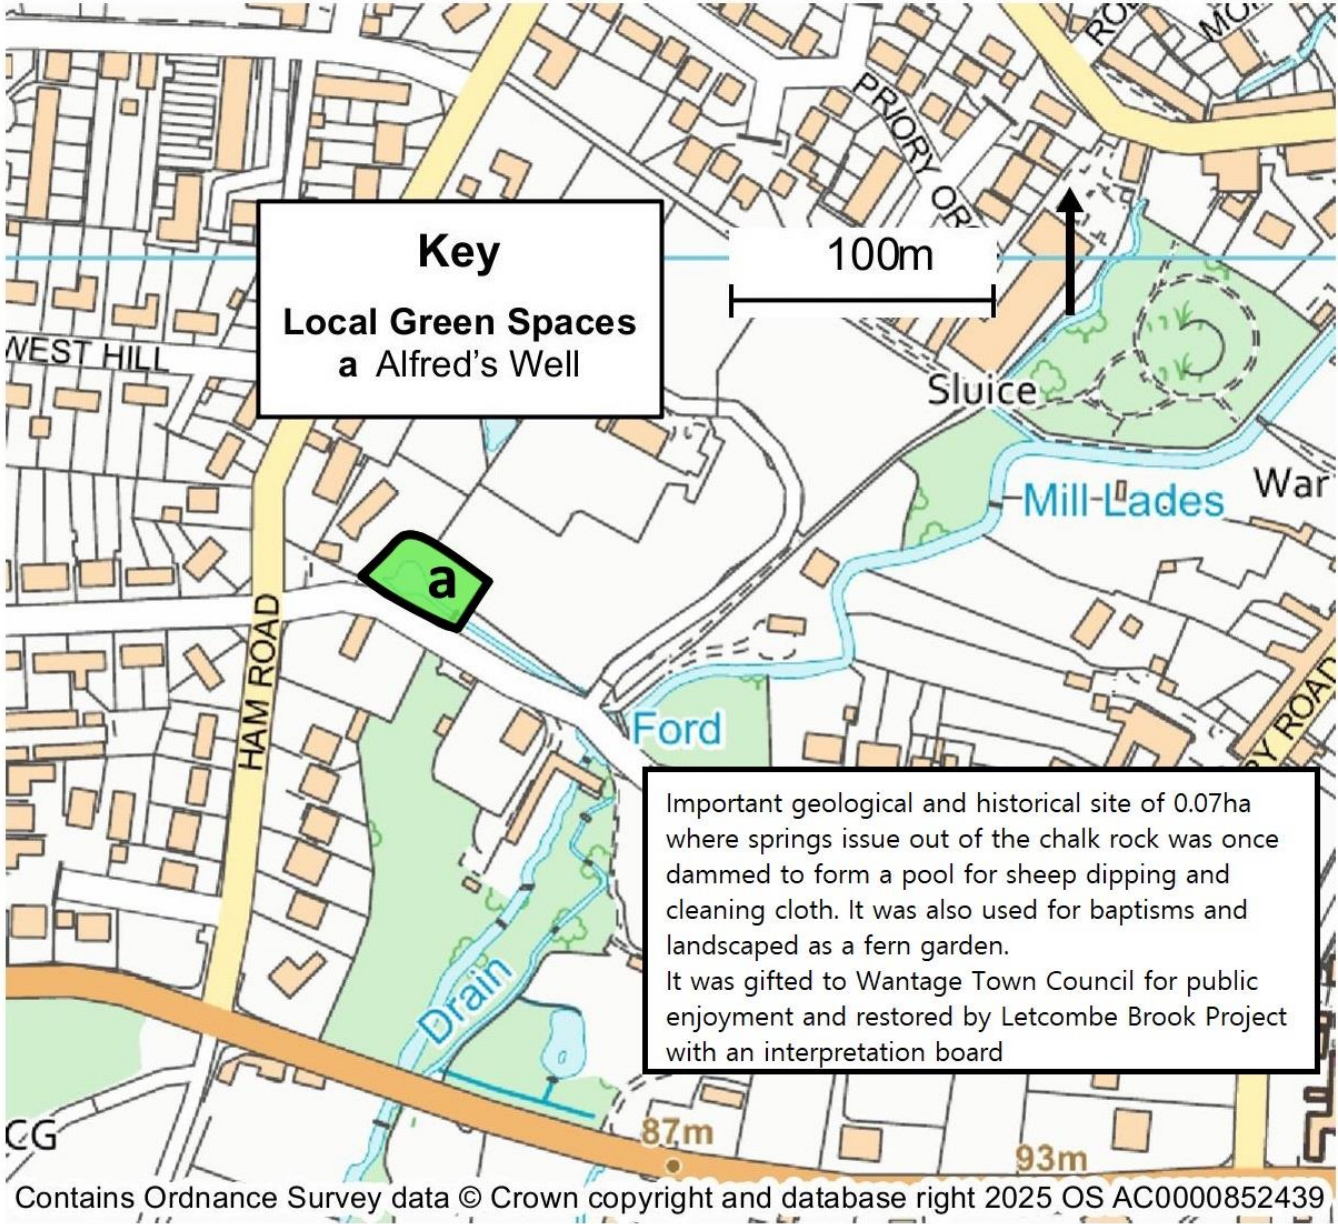 PRIORY OR
Key
Local Green Spaces
a Alfred's Well
100m
WEST HILL
Sluice
Mill-Lades
War
a
HAM ROAD
Ford
RY ROAD
Important geological and historical site of 0.07ha
where springs issue out of the chalk rock was once
dammed to form a pool for sheep dipping and
cleaning cloth. It was also used for baptisms and
landscaped as a fern garden.
It was gifted to Wantage Town Council for public
enjoyment and restored by Letcombe Brook Project
with an interpretation board
Drain
CG
87m
93m
Contains Ordnance Survey data © Crown copyright and database right 2025 OS AC0000852439